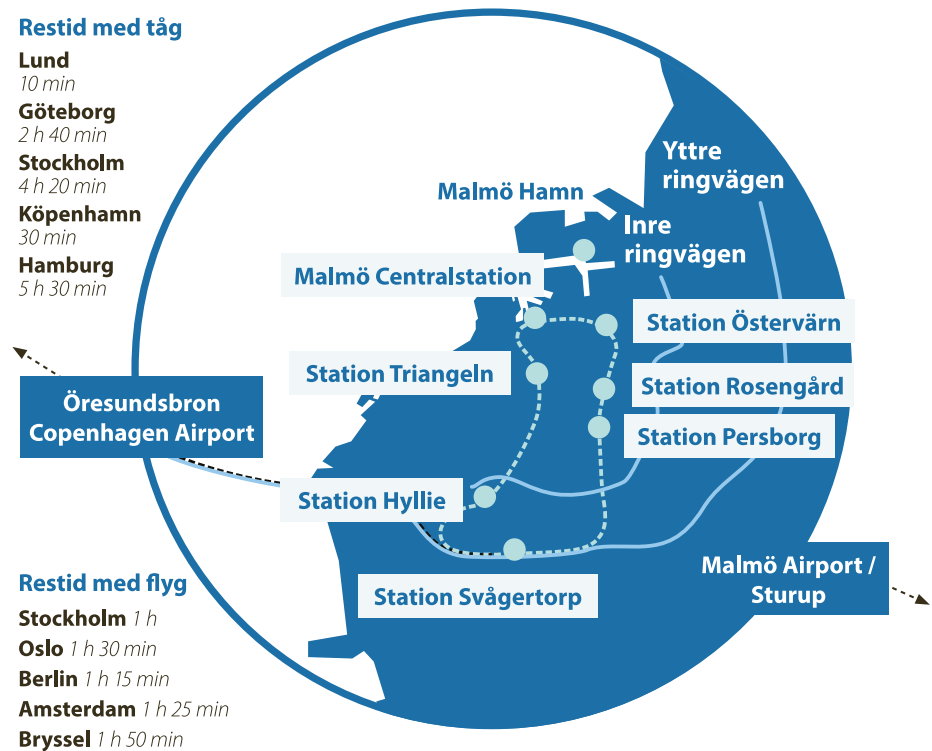 Restid med tåg
Lund
10 min
Göteborg
2 h 40 min
Stockholm
4 h 20 min
Köpenhamn
30 min
Hamburg
5 h 30 min
Yttre
ringvägen
Malmö Hamn
Inre
ringvägen
Malmö Centralstation
Station Östervärn
Station Triangeln
Station Rosengård
Öresundsbron
Copenhagen Airport
Station Persborg
Station Hyllie
Malmö Airport /
Sturup
Station Svågertorp
Restid med flyg
Stockholm 1 h
Oslo 1 h 30 min
Berlin 1 h 15 min
Amsterdam 1 h 25 min
Bryssel 1 h 50 min